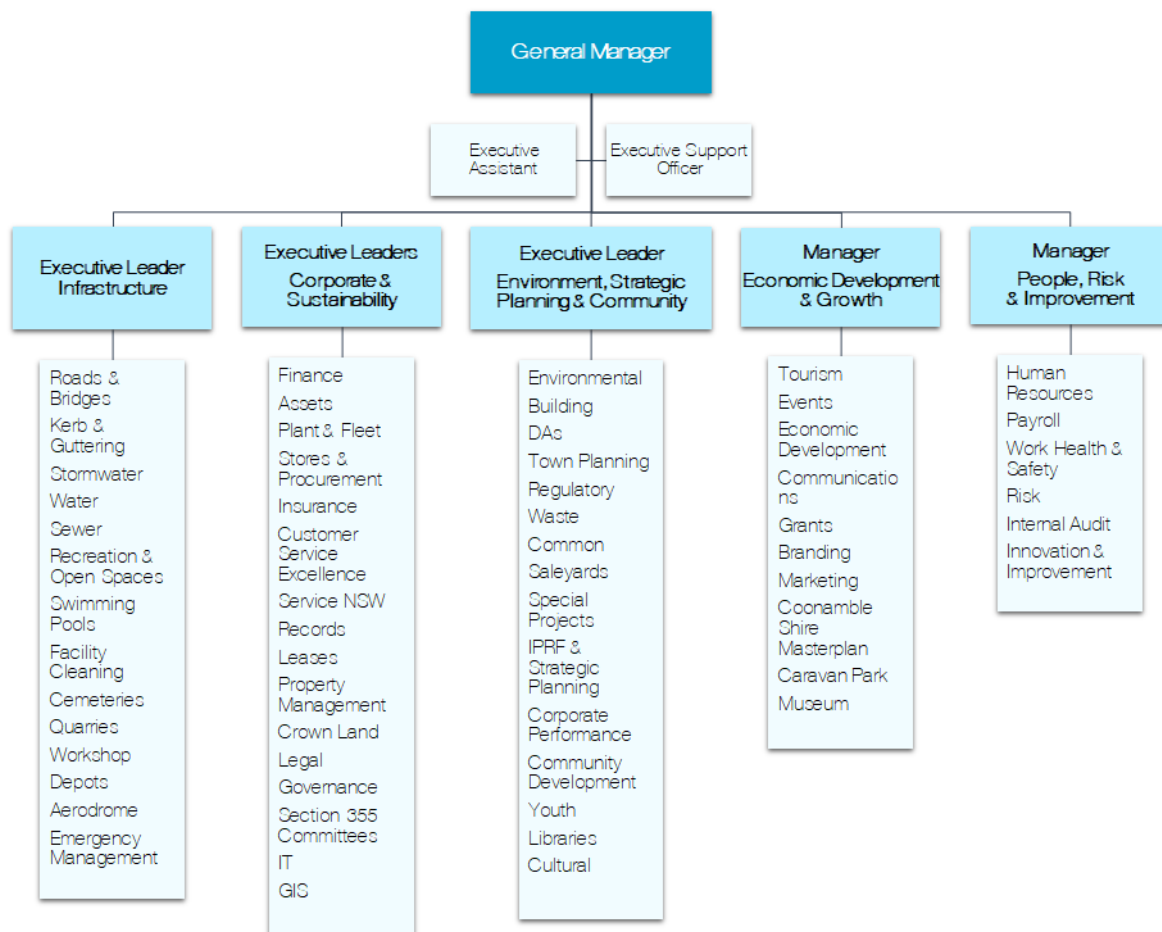 General Manager
Executive
Assistant
Executive Support
Officer
Executive Leader
Infrastructure
Executive Leaders
Corporate &
Sustainability
Executive Leader
Environment, Strategic
Planning & Community
Manager
Economic Development
& Growth
Manager
People, Risk
& Improvement
Roads &
Bridges
Kerb &
Guttering
Stormwater
Water
Sewer
Recreation &
Open Spaces
Swimming
Pools
Facility
Cleaning
Cemeteries
Quarries
Workshop
Depots
Aerodrome
Emergency
Management
Finance
Assets
Plant & Fleet
Stores &
Procurement
Insurance
Customer
Service
Excellence
Service NSW
Records
Leases
Property
Management
Crown Land
Legal
Governance
Section 355
Committees
IT
GIS
Environmental
Building
DAs
Town Planning
Regulatory
Waste
Common
Saleyards
Special
Projects
IPRF &
Strategic
Planning
Corporate
Performance
Community
Development
Youth
Libraries
Cultural
Tourism
Events
Economic
Development
Communicatio
ns
Grants
Branding
Marketing
Coonamble
Shire
Masterplan
Caravan Park
Museum
Human
Resources
Payroll
Work Health &
Safety
Risk
Internal Audit
Innovation &
Improvement